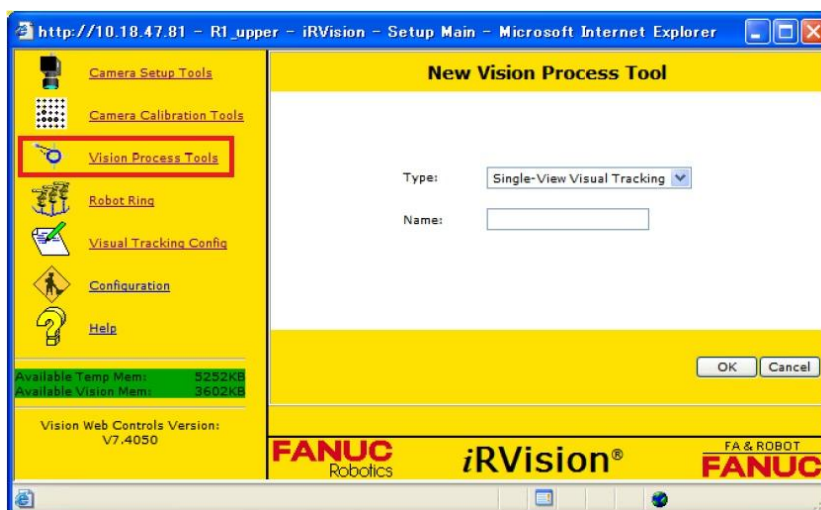 http://10.18.47.81 - R1_upper - iRVision - Setup Main - Microsoft Internet Explorer
Camera Setup Tools
Camera Calibration Tools
Vision Process Tools
Robot Ring
Visual Tracking Config
Configuration
Help
Available Temp Mem: 5252KB
Available Vision Mem: 3602KB
Vision Web Controls Version:
V7.4050
New Vision Process Tool
Type: Single-View Visual Tracking
Name:
OK Cancel
FANUC
Robotics
iRVision®
FA & ROBOT
FANUC